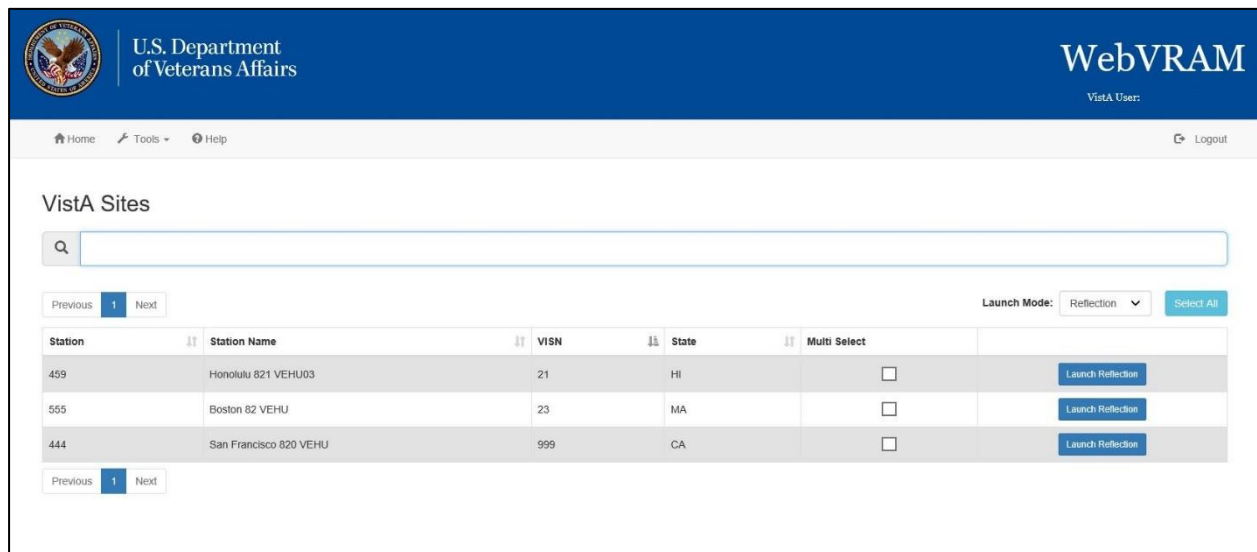 U.S. Department
of Veterans Affairs
WebVRAM
VistA User:
Home Tools Help Logout
VistA Sites
Previous 1 Next Launch Mode: Reflection Select All
Station Station Name VISN State Multi Select
459 Honolulu 821 VEHU03 21 HI Launch Reflection
555 Boston 82 VEHU 23 MA Launch Reflection
444 San Francisco 820 VEHU 999 CA Launch Reflection
Previous 1 Next